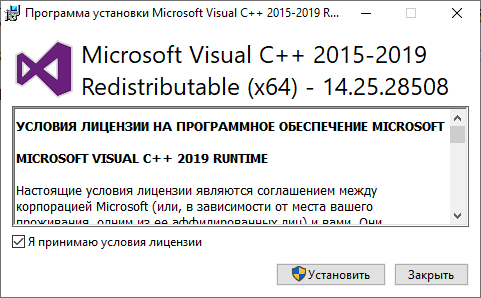 Программа установки Microsoft Visual C++ 2015-2019 R...
Microsoft Visual C++ 2015-2019
Redistributable (x64) - 14.25.28508
УСЛОВИЯ ЛИЦЕНЗИИ НА ПРОГРАММНОЕ ОБЕСПЕЧЕНИЕ MICROSOFT
MICROSOFT VISUAL C++ 2019 RUNTIME
Настоящие условия лицензии являются соглашением между
корпорацией Microsoft (или, в зависимости от места вашего
проживания, одним из ее аффилированных лиц) и вами. Они
Я принимаю условия лицензии
Установить
Закрыть